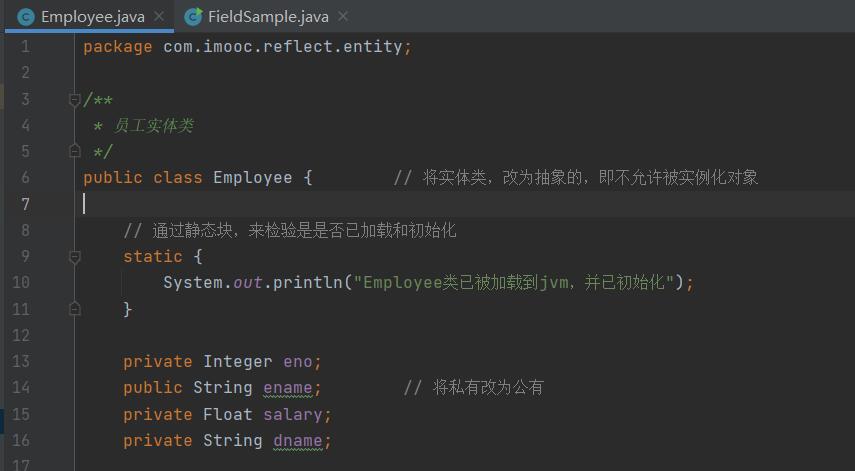 Employee.java FieldSample.java
1 package com.imooc.reflect.entity;
2
3 /**
4 * 员工实体类
5 */
6 public class Employee { // 将实体类，改为抽象的，即不允许被实例化对象
7
8 // 通过静态块，来检验是是否已加载和初始化
9 static {
10 System.out.println("Employee类已被加载到jvm，并已初始化");
11 }
12
13 private Integer eno;
14 public String ename; // 将私有改为公有
15 private Float salary;
16 private String dname;
17